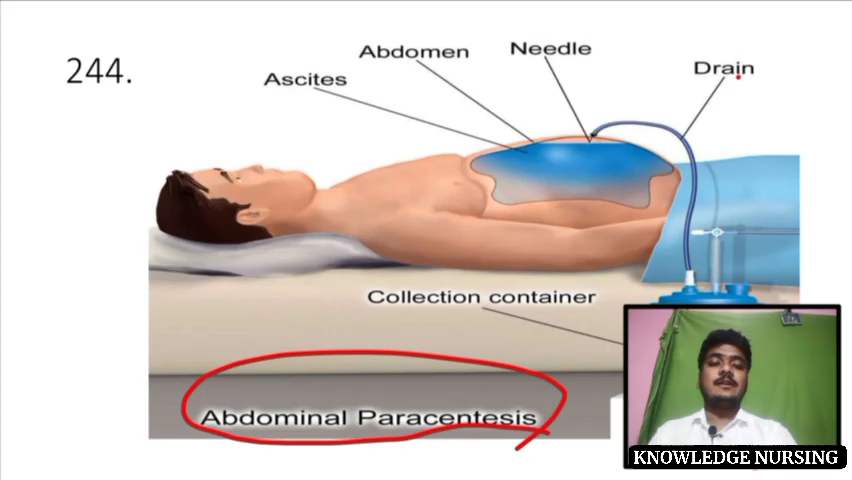 244.
Abdomen
Needle
Ascites
Drain
Collection container
Abdominal Paracentesis
KNOWLEDGE NURSING